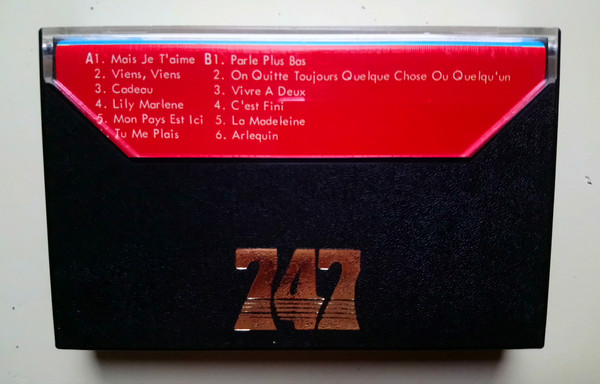 A1. Mais Je T'aime
2. Viens, Viens
3. Cadeau
4. Lily Marlene
5. Mon Pays Est Ici
. Tu Me Plais
B1. Parle Plus Bas
2. On Quitte Toujours Quelque Chose Ou Quelqu'un
3. Vivre A Deux
4. C'est Fini
5. La Madeleine
6. Arlequin
747